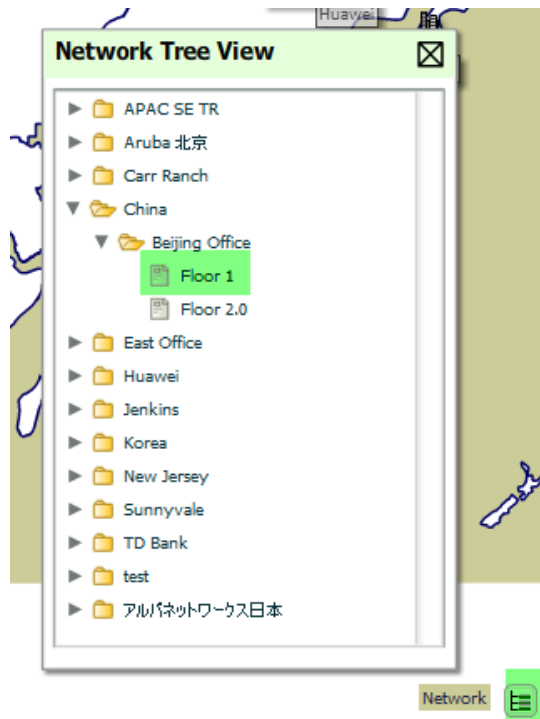 Huawei
Network Tree View
APAC SE TR
Aruba 北京
Carr Ranch
China
Beijing Office
Floor 1
Floor 2.0
East Office
Huawei
Jenkins
Korea
New Jersey
Sunnyvale
TD Bank
test
アルバネットワークス日本
Network